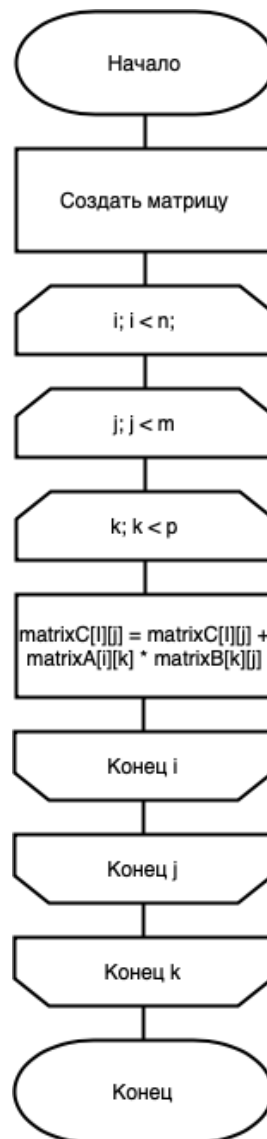 Начало
Создать матрицу
i; i < n;
j; j < m
k; k < p
matrixC[I][j] = matrixC[I][j] +
matrixA[i][k] * matrixB[k][j]
Конец i
Конец j
Конец k
Конец